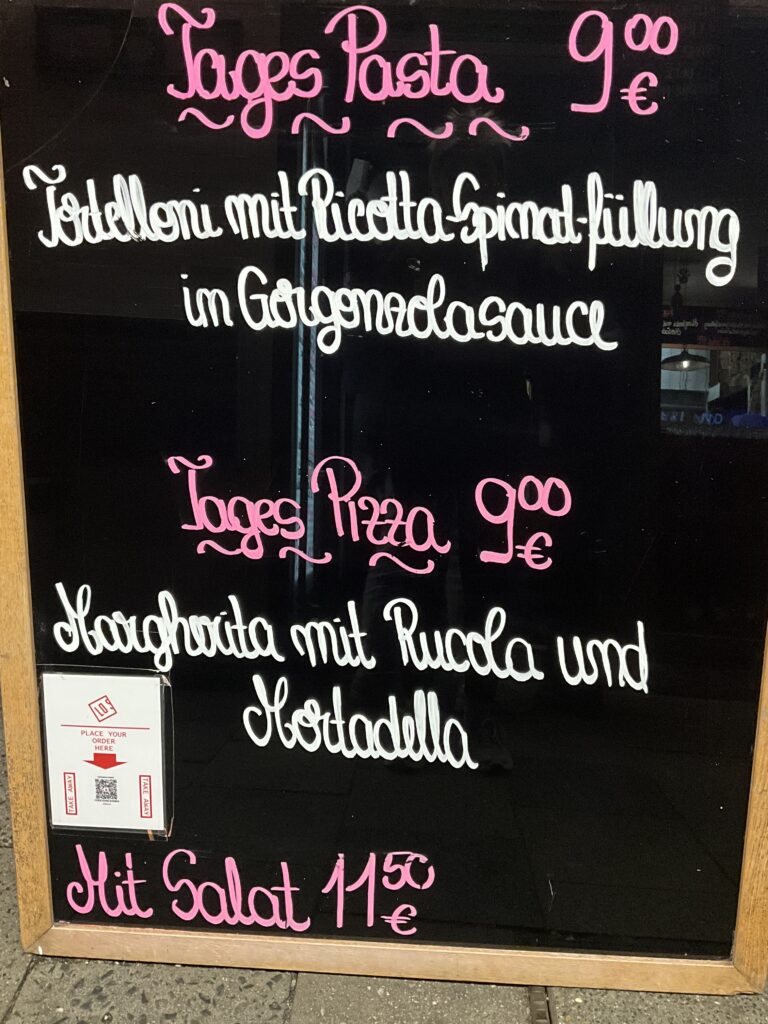 Tages Pasta 9 00 €
Tortelloni mit Ricotta-Spinat-füllung
in Gorgonzolasauce
Tages Pizza 9 00 €
Margherita mit Rucola und
Mortadella
PLACE YOUR
ORDER
HERE
TAKE AWAY
TAKE AWAY
Mit Salat 11 50 €